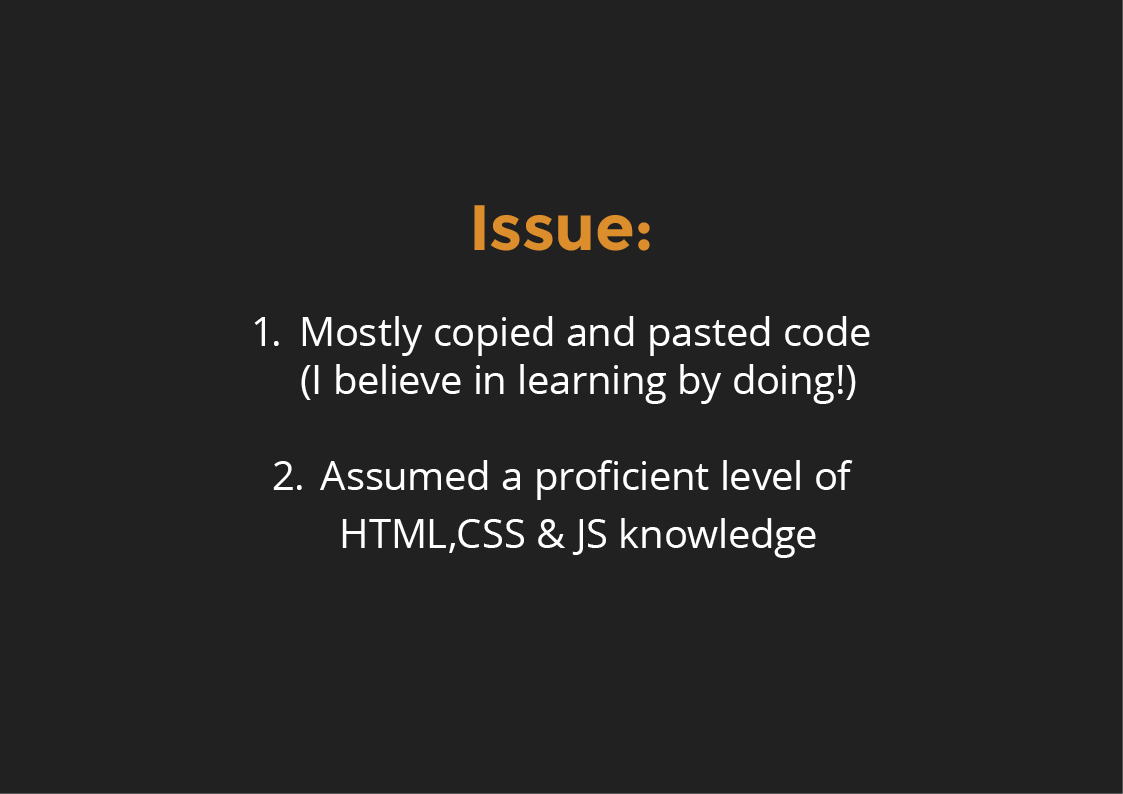 Issue:
1. Mostly copied and pasted code
(I believe in learning by doing!)
2. Assumed a proficient level of
HTML,CSS & JS knowledge